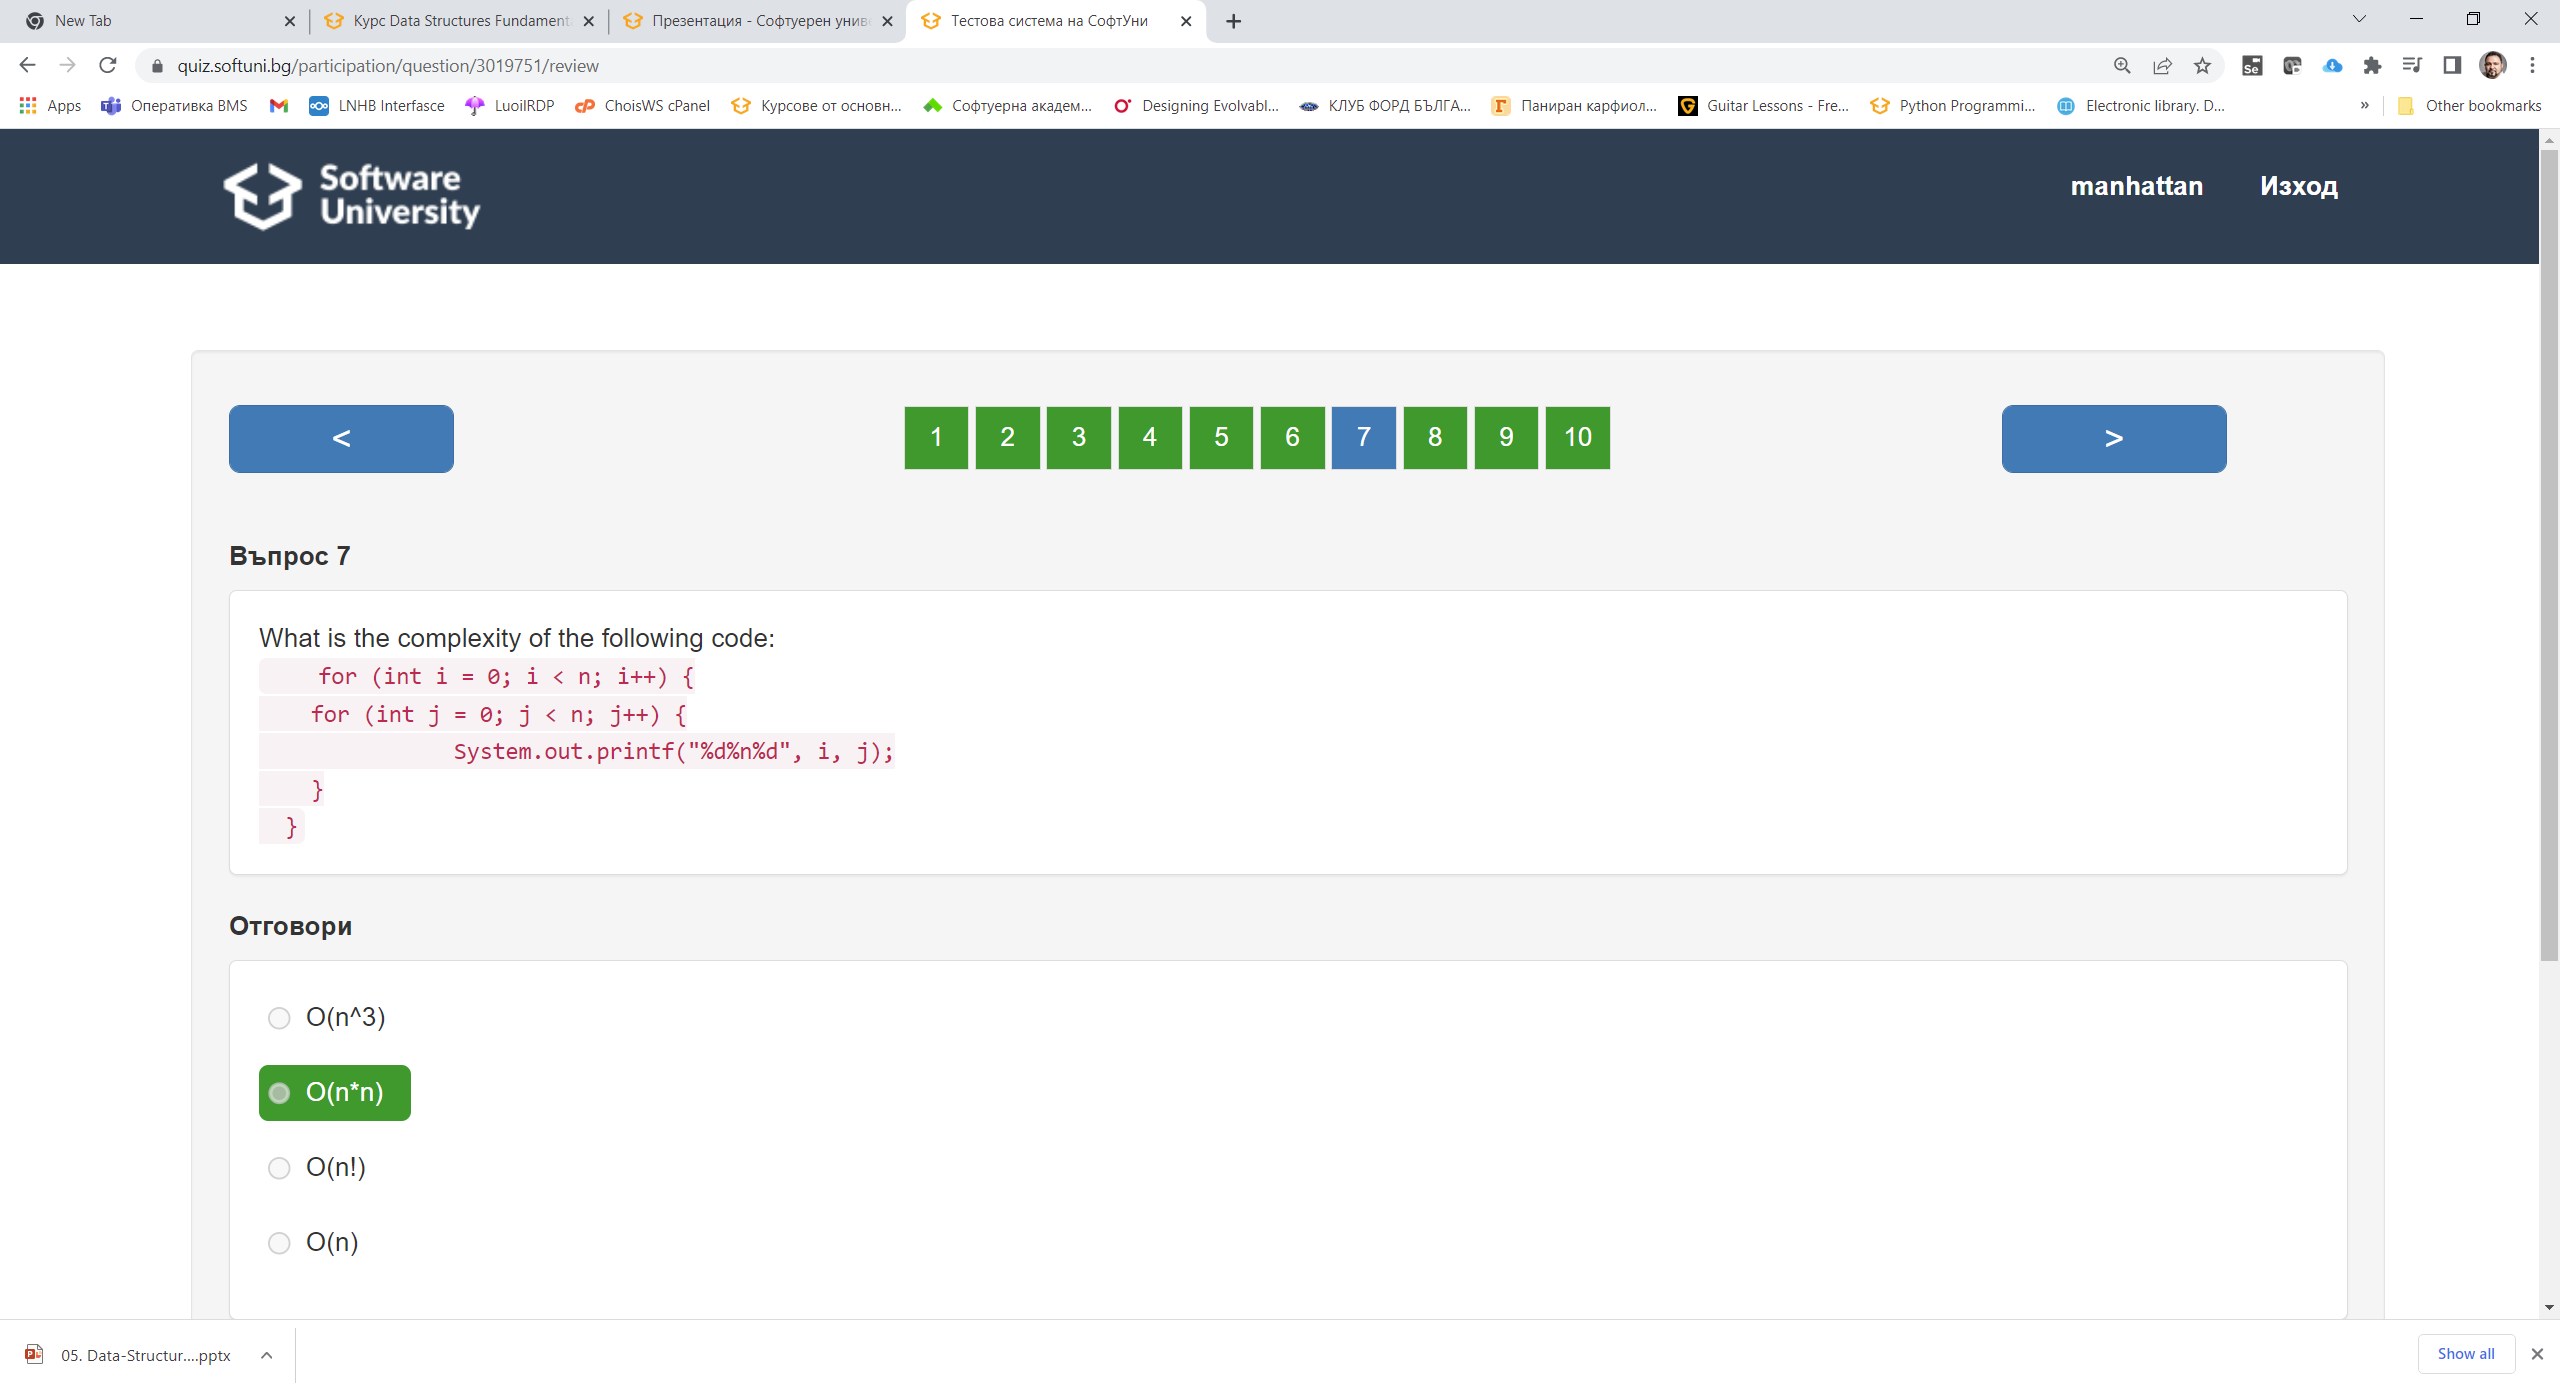 New Tab
Курс Data Structures Fundament
Презентация - Софтуерен униве
Тестова система на СофтУни
quiz.softuni.bg/participation/question/3019751/review
Apps
Оперативка BMS
LNHB Interfasce
LuoilRDP
ChoisWS cPanel
Курсове от основн...
Софтуерна академ...
Designing Evolvabl...
КЛУБ ФОРД БЪЛГА...
Паниран карфиол...
Guitar Lessons - Fre...
Python Programmi...
Electronic library. D...
»
Other bookmarks
Software
University
manhattan
Изход
<
1
2
3
4
5
6
7
8
9
10
>
Въпрос 7
What is the complexity of the following code:
for (int i = 0; i < n; i++) {
for (int j = 0; j < n; j++) {
System.out.printf("%d%n%d", i, j);
}
}
Отговори
O(n^3)
O(n*n)
O(n!)
O(n)
05. Data-Structur....pptx
Show all